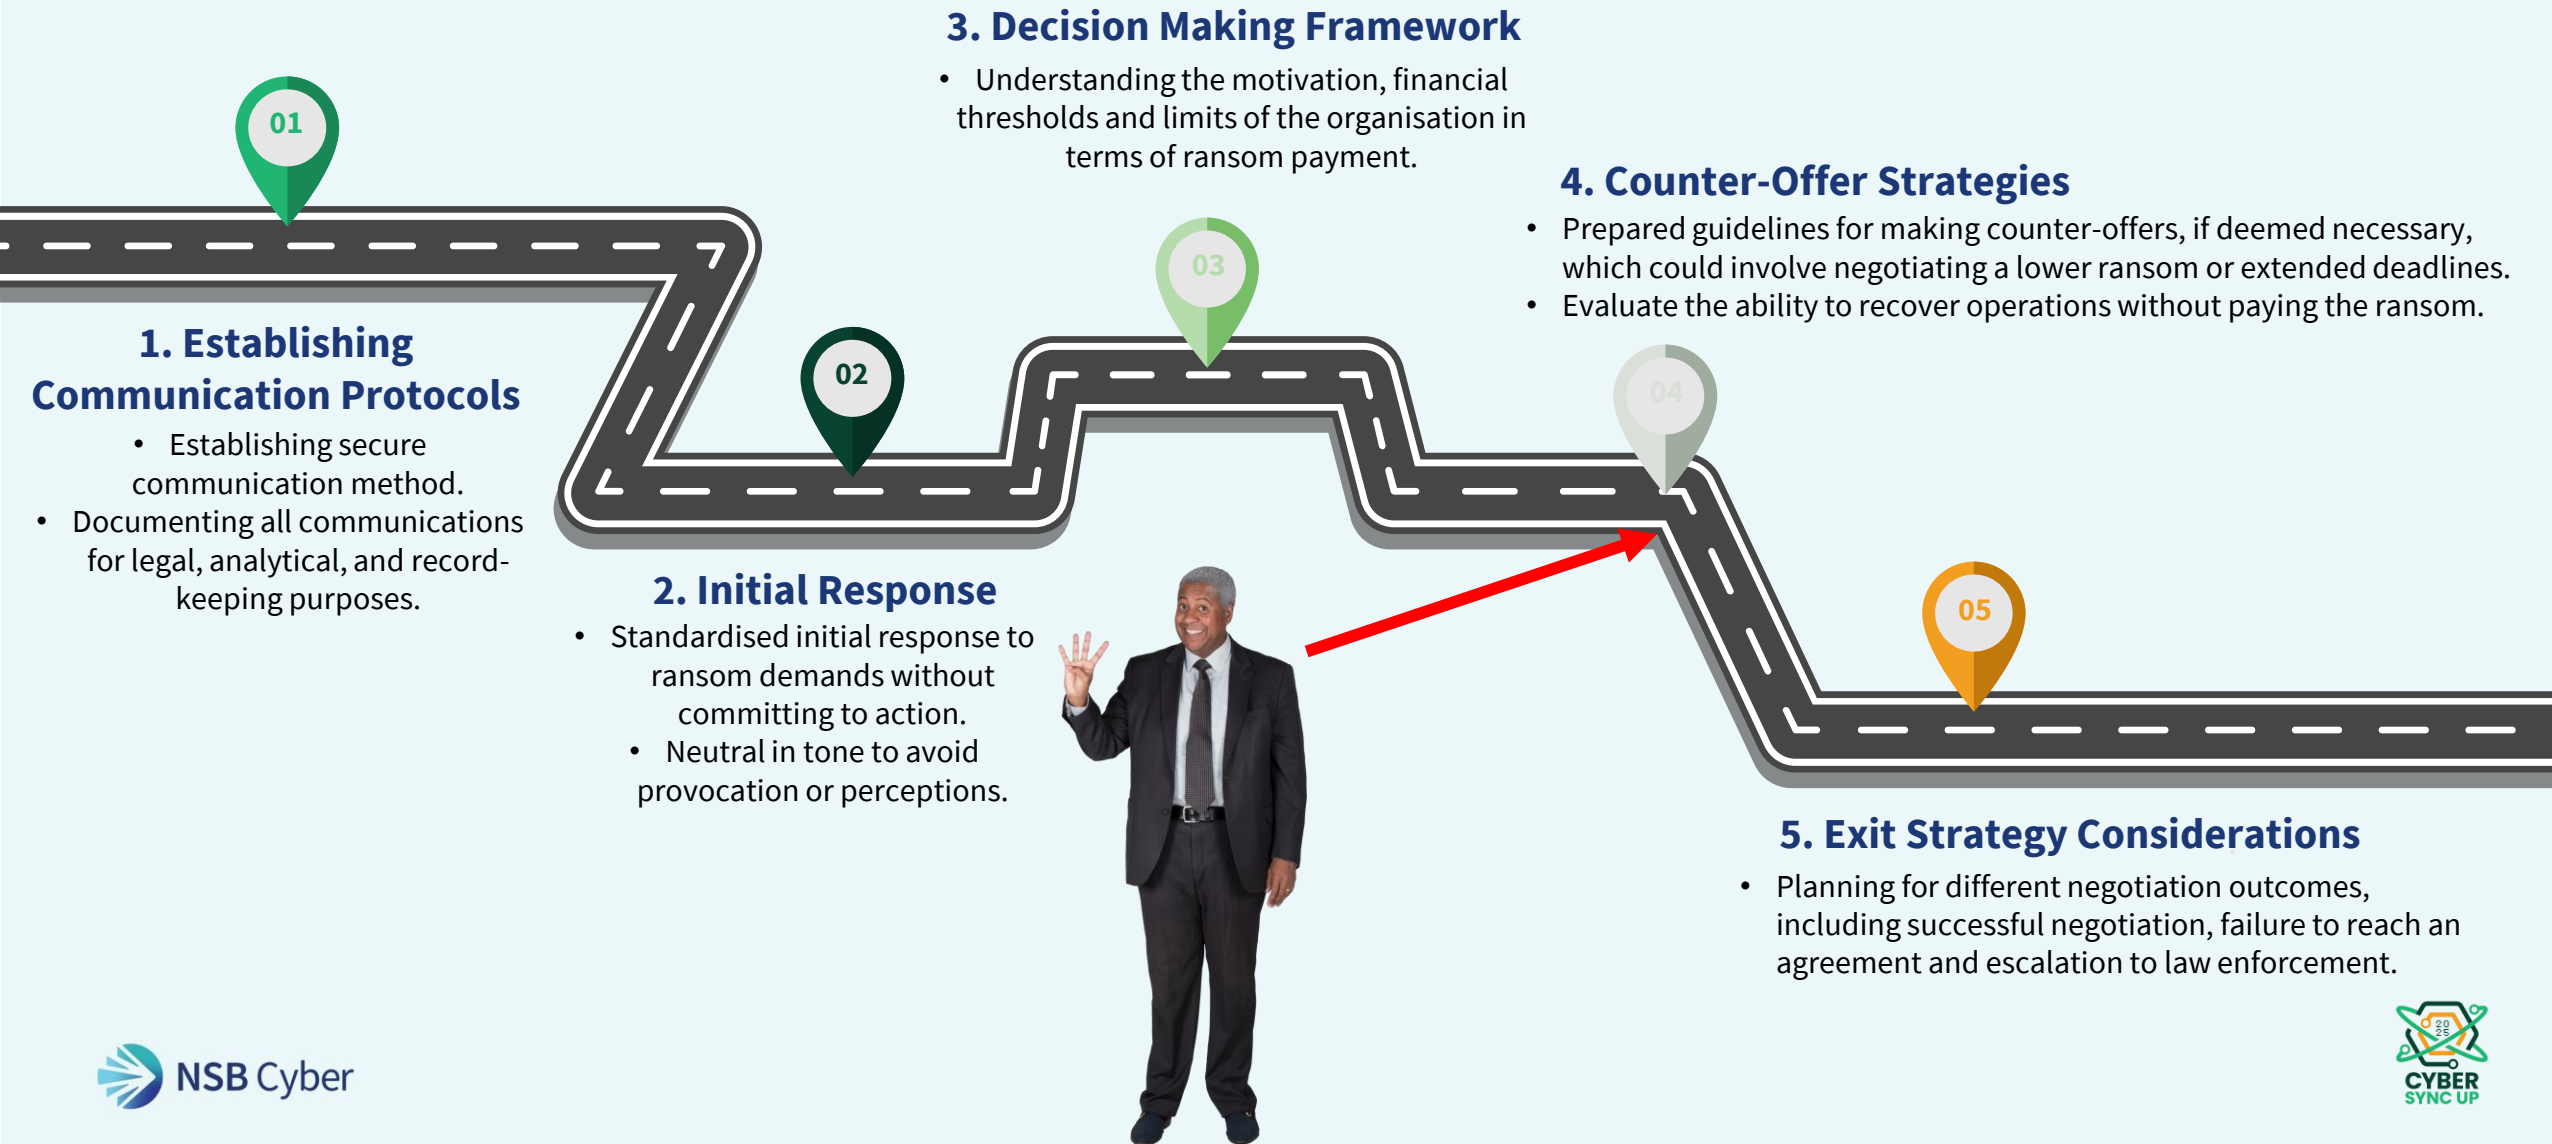 01
1. Establishing
Communication Protocols
• Establishing secure
communication method.
• Documenting all communications
for legal, analytical, and record-
keeping purposes.
02
2. Initial Response
• Standardised initial response to
ransom demands without
committing to action.
• Neutral in tone to avoid
provocation or perceptions.
3. Decision Making Framework
• Understanding the motivation, financial
thresholds and limits of the organisation in
terms of ransom payment.
03
4. Counter-Offer Strategies
• Prepared guidelines for making counter-offers, if deemed necessary,
which could involve negotiating a lower ransom or extended deadlines.
• Evaluate the ability to recover operations without paying the ransom.
04
05
5. Exit Strategy Considerations
• Planning for different negotiation outcomes,
including successful negotiation, failure to reach an
agreement and escalation to law enforcement.
NSB Cyber
20
25
CYBER
SYNC UP